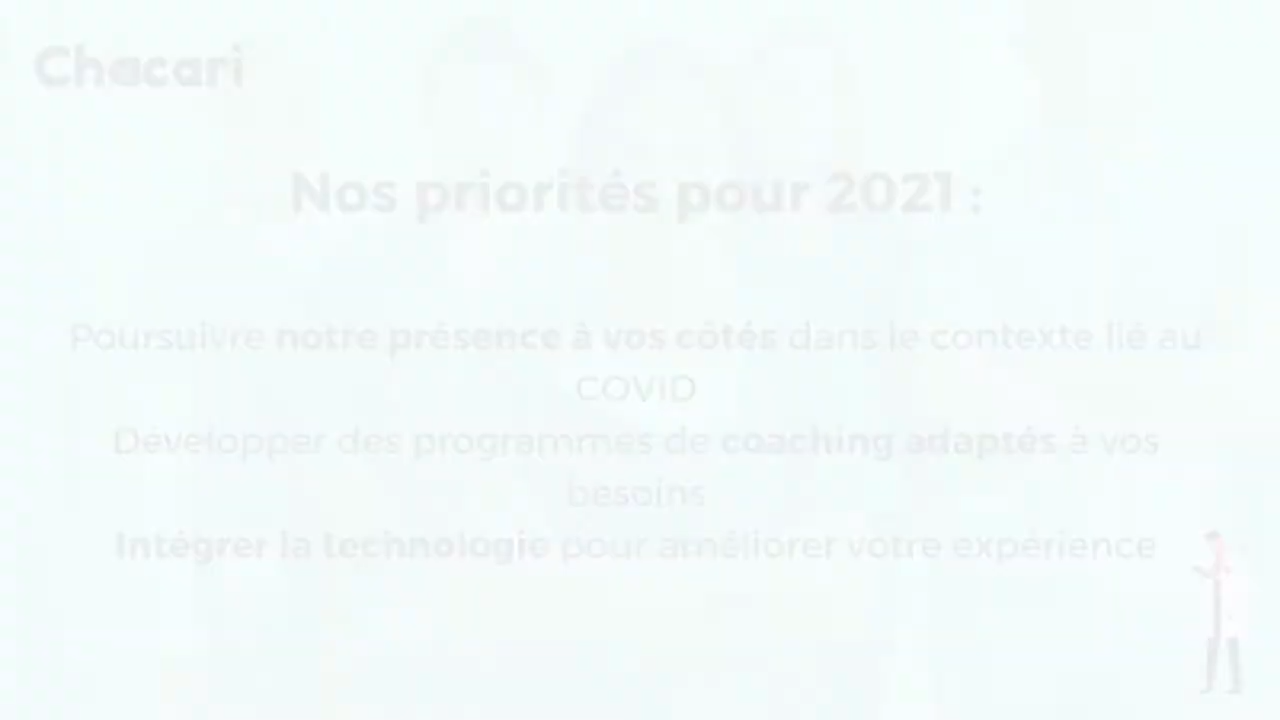 Chacari
Nos priorités pour 2021 :
Poursuivre notre présence à vos côtés dans le contexte lié au
COVID
Développer des programmes de coaching adaptés à vos
besoins
Intégrer la technologie pour améliorer votre expérience